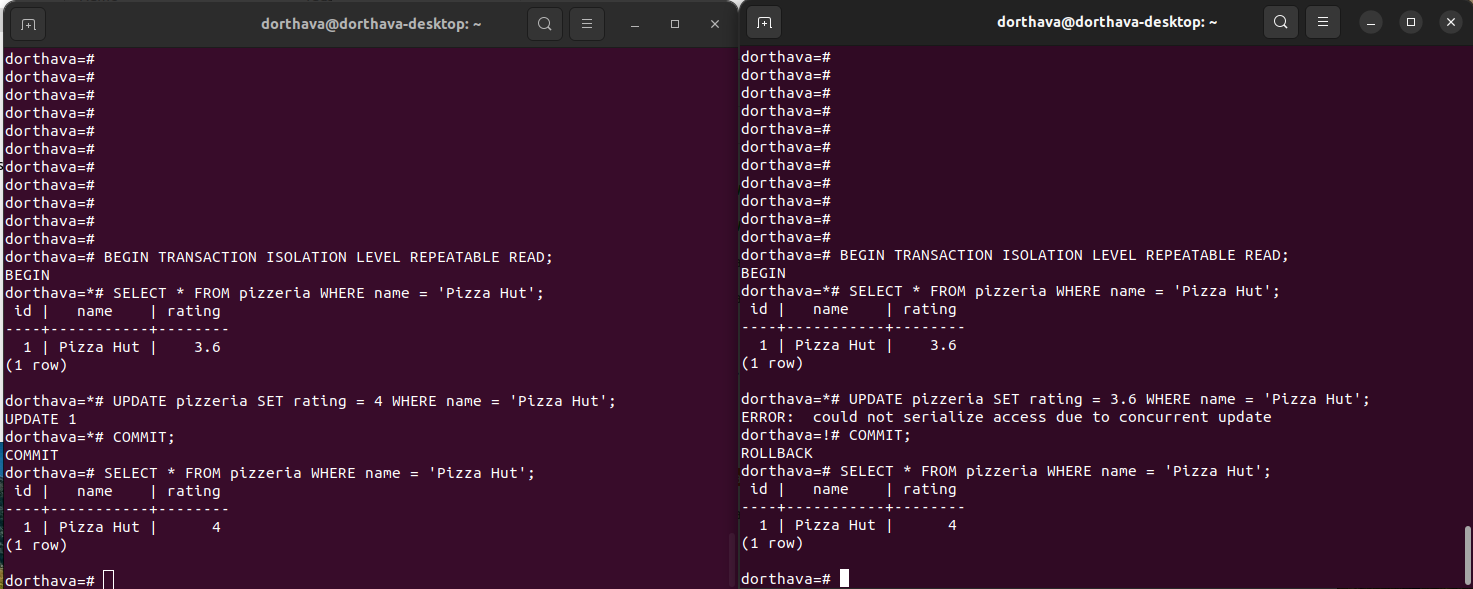 dorthava@dorthava-desktop: ~
dorthava=#
dorthava=#
dorthava=#
dorthava=#
dorthava=#
dorthava=#
dorthava=#
dorthava=#
dorthava=#
dorthava=#
dorthava=#
dorthava=# BEGIN TRANSACTION ISOLATION LEVEL REPEATABLE READ;
BEGIN
dorthava=*# SELECT * FROM pizzeria WHERE name = 'Pizza Hut';
 id |   name    | rating
----+-----------+--------
  1 | Pizza Hut |    3.6
(1 row)

dorthava=*# UPDATE pizzeria SET rating = 4 WHERE name = 'Pizza Hut';
UPDATE 1
dorthava=*# COMMIT;
COMMIT
dorthava=# SELECT * FROM pizzeria WHERE name = 'Pizza Hut';
 id |   name    | rating
----+-----------+--------
  1 | Pizza Hut |      4
(1 row)

dorthava=#
dorthava@dorthava-desktop: ~
dorthava=#
dorthava=#
dorthava=#
dorthava=#
dorthava=#
dorthava=#
dorthava=#
dorthava=#
dorthava=#
dorthava=#
dorthava=#
dorthava=# BEGIN TRANSACTION ISOLATION LEVEL REPEATABLE READ;
BEGIN
dorthava=*# SELECT * FROM pizzeria WHERE name = 'Pizza Hut';
 id |   name    | rating
----+-----------+--------
  1 | Pizza Hut |    3.6
(1 row)

dorthava=*# UPDATE pizzeria SET rating = 3.6 WHERE name = 'Pizza Hut';
ERROR:  could not serialize access due to concurrent update
dorthava=!# COMMIT;
ROLLBACK
dorthava=# SELECT * FROM pizzeria WHERE name = 'Pizza Hut';
 id |   name    | rating
----+-----------+--------
  1 | Pizza Hut |      4
(1 row)

dorthava=#